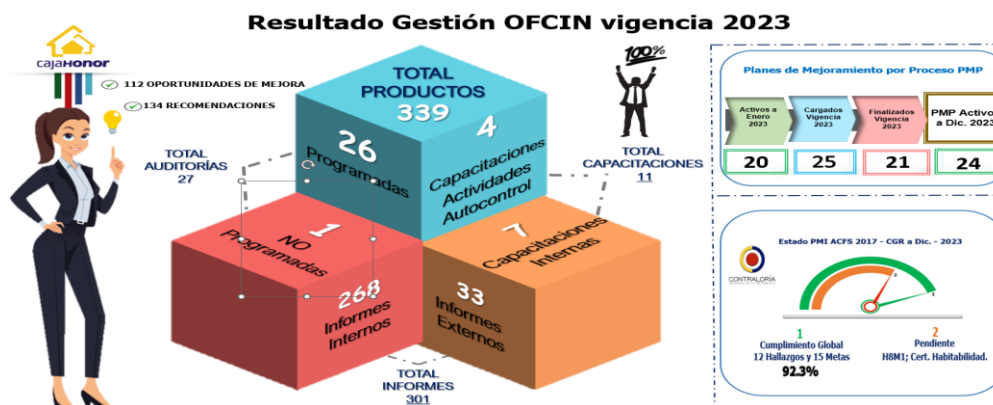 Resultado Gestión OFCIN vigencia 2023
cajaHonor
112 OPORTUNIDADES DE MEJORA
134 RECOMENDACIONES
TOTAL
AUDITORÍAS
27
TOTAL
PRODUCTOS
339
26
Programadas
4
Capacitaciones
Actividades
Autocontrol
1
NO
Programadas
268
Informes
Internos
7
Capacitaciones
Internas
33
Informes
Externos
100%
TOTAL
CAPACITACIONES
11
TOTAL
INFORMES
301
Planes de Mejoramiento por Proceso PMP
Activos a
Enero
2023
Cargados
Vigencia
2023
Finalizados
Vigencia
2023
PMP Activos
a Dic. 2023
20
25
21
24
Estado PMI ACFS 2017 - CGR a Dic. - 2023
CONTRALORÍA
1
Cumplimiento Global
12 Hallazgos y 15 Metas
92.3%
2
Pendiente
H8M1; Cert. Habitabilidad.